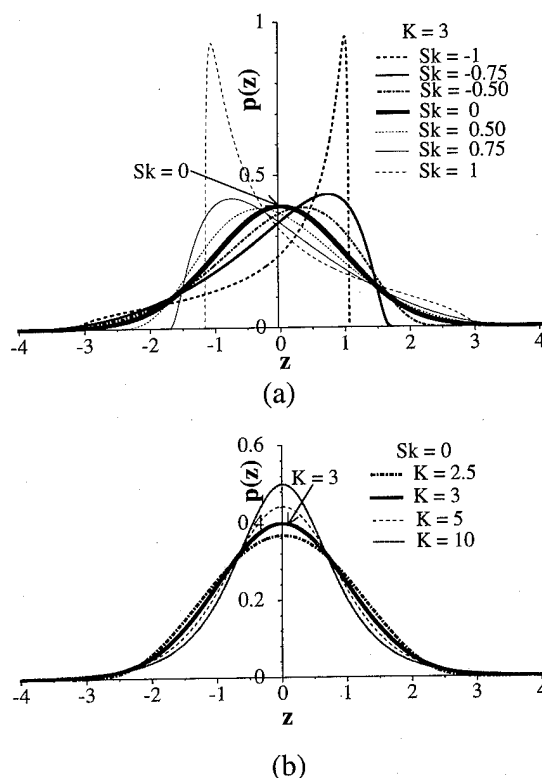 1
K = 3
Sk = -1
Sk = -0.75
Sk = -0.50
Sk = 0
Sk = 0.50
Sk = 0.75
Sk = 1
p(z)
0.5
Sk = 0
0
-4 -3 -2 -1 0 1 2 3 4
z
(a)
0.6
Sk = 0
K = 2.5
K = 3
K = 5
K = 10
p(z)
K = 3
0.4
0.2
0
-4 -3 -2 -1 0 1 2 3 4
z
(b)